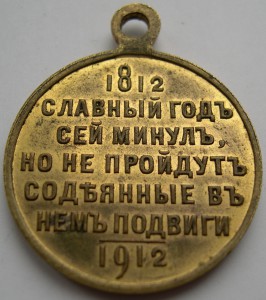 1812
СЛАВНЫЙ ГОДЪ
СЕЙ МИНУЛЪ,
НО НЕ ПРОЙДУТЪ
СОДѢЯННЫЕ ВЪ
НЕМЪ ПОДВИГИ
1912